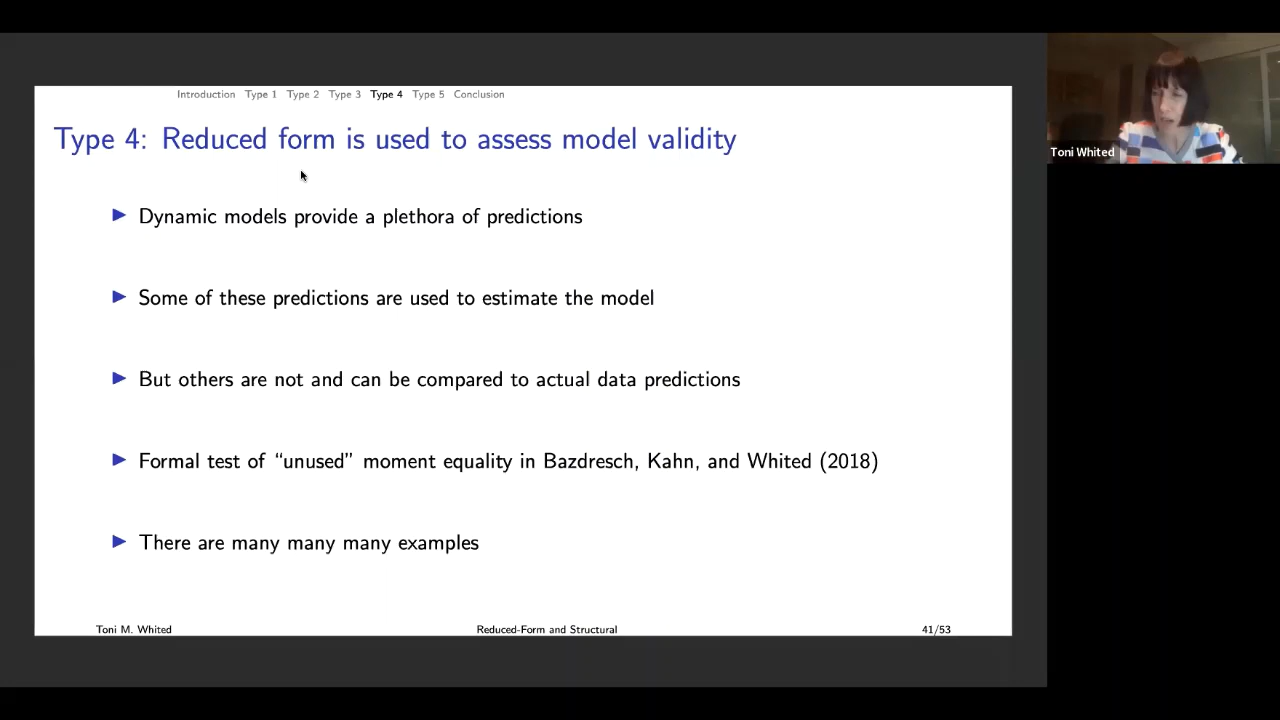 Introduction Type 1 Type 2 Type 3 Type 4 Type 5 Conclusion
Type 4: Reduced form is used to assess model validity
Dynamic models provide a plethora of predictions
Some of these predictions are used to estimate the model
But others are not and can be compared to actual data predictions
Formal test of “unused” moment equality in Bazdresch, Kahn, and Whited (2018)
There are many many many examples
Toni M. Whited Reduced-Form and Structural 41/53
Toni Whited